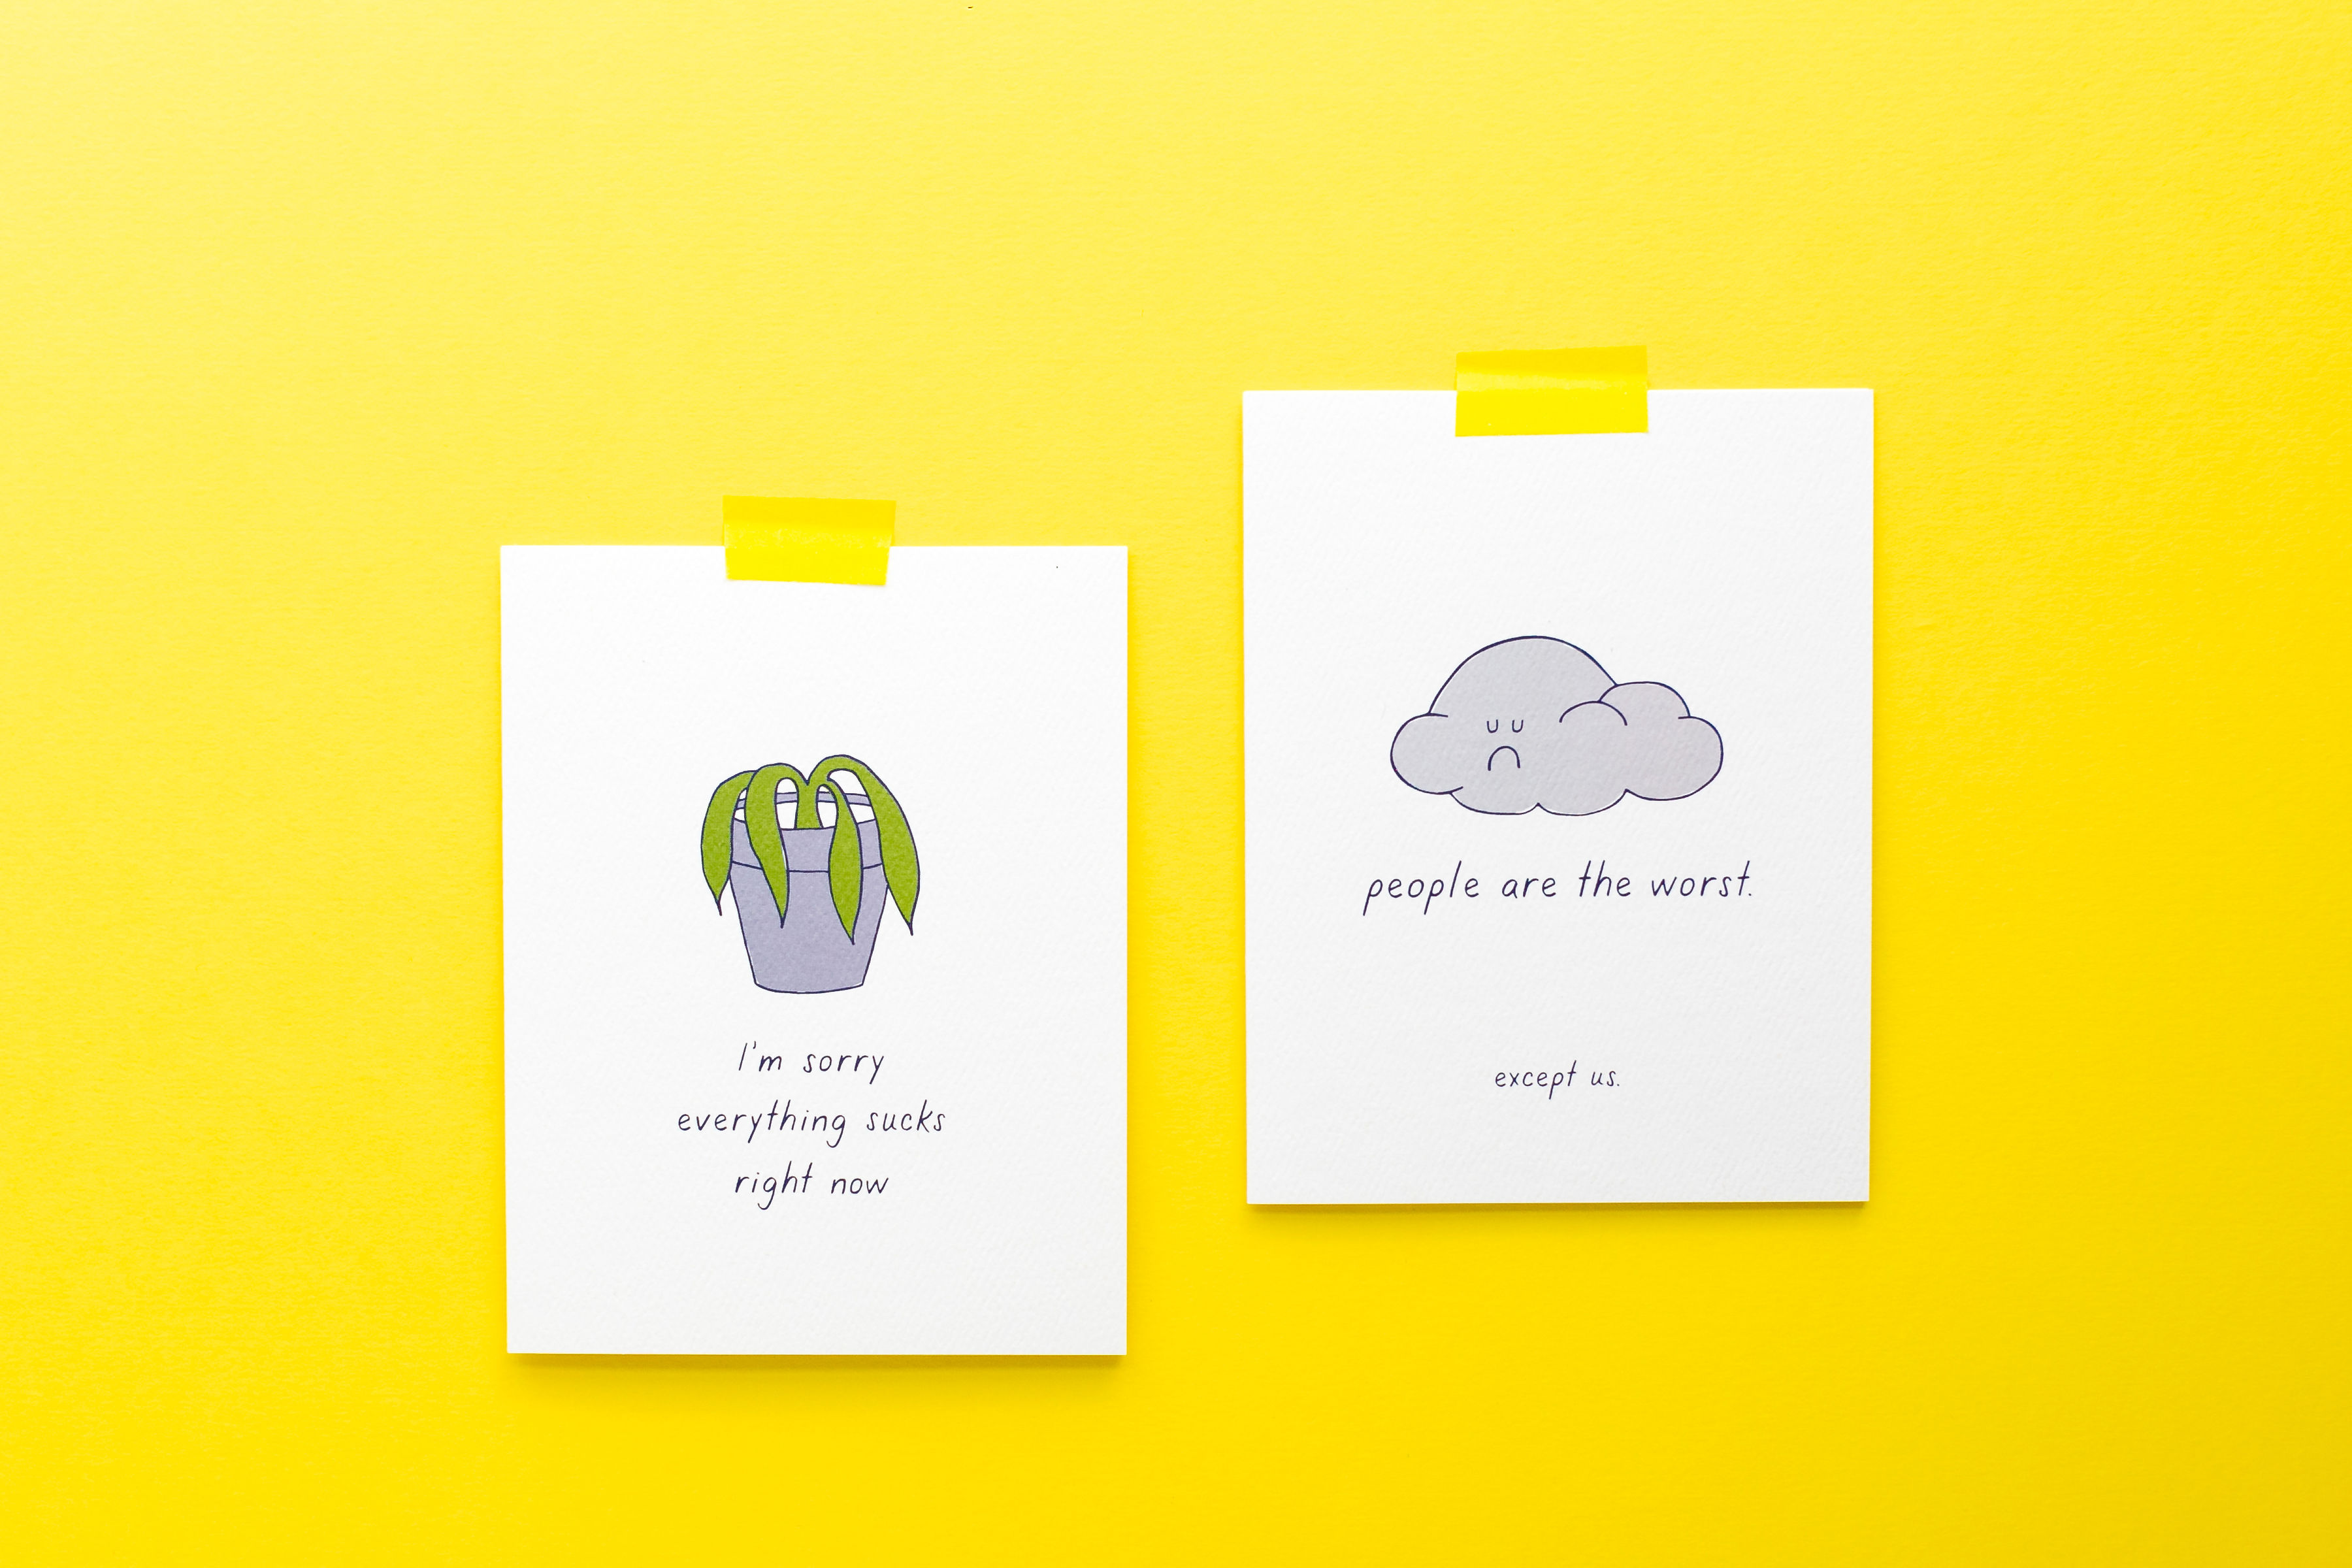 I'm sorry
everything sucks
right now
people are the worst.
except us.